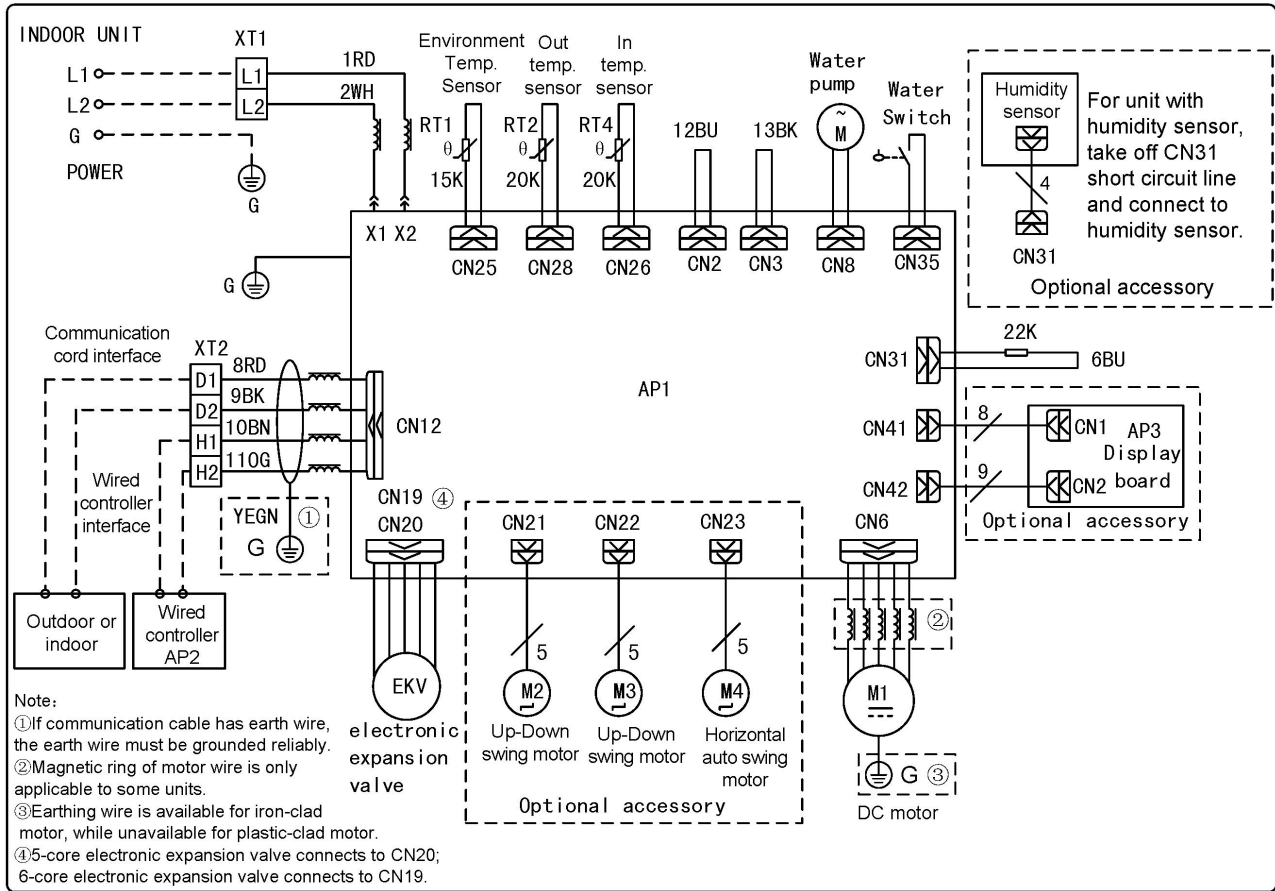 INDOOR UNIT
XT1
L1
L2
G
POWER
L1
L2
1RD
2WH
G
Environment
Temp.
Sensor
Out
temp.
sensor
In
temp.
sensor
RT1
θ
15K
RT2
θ
20K
RT4
θ
20K
12BU
13BK
Water
pump
~
M
Water
Switch
Humidity
sensor
4
CN31
For unit with
humidity sensor,
take off CN31
short circuit line
and connect to
humidity sensor.
Optional accessory
X1 X2
CN25
CN28
CN26
CN2
CN3
CN8
CN35
G
Communication
cord interface
XT2
D1
D2
H1
H2
8RD
9BK
10BN
11OG
CN12
AP1
CN31
22K
6BU
CN41
8
CN1
AP3
Display
board
CN42
9
CN2
Optional accessory
Wired
controller
interface
YEGN ①
G
CN19 ④
CN20
CN21
CN22
CN23
CN6
Outdoor or
indoor
Wired
controller
AP2
EKV
electronic
expansion
valve
5
M2
Up-Down
swing motor
5
M3
Up-Down
swing motor
5
M4
Horizontal
auto swing
motor
Optional accessory
②
M1
G ③
DC motor
Note:
①If communication cable has earth wire,
the earth wire must be grounded reliably.
②Magnetic ring of motor wire is only
applicable to some units.
③Earthing wire is available for iron-clad
motor, while unavailable for plastic-clad motor.
④5-core electronic expansion valve connects to CN20;
6-core electronic expansion valve connects to CN19.